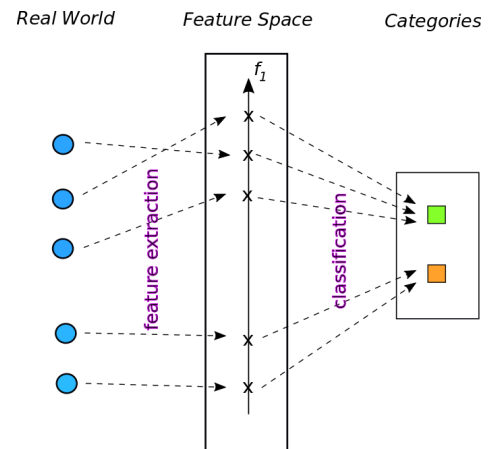 Real World
Feature Space
Categories
f1
x
x
x
x
x
feature extraction
classification